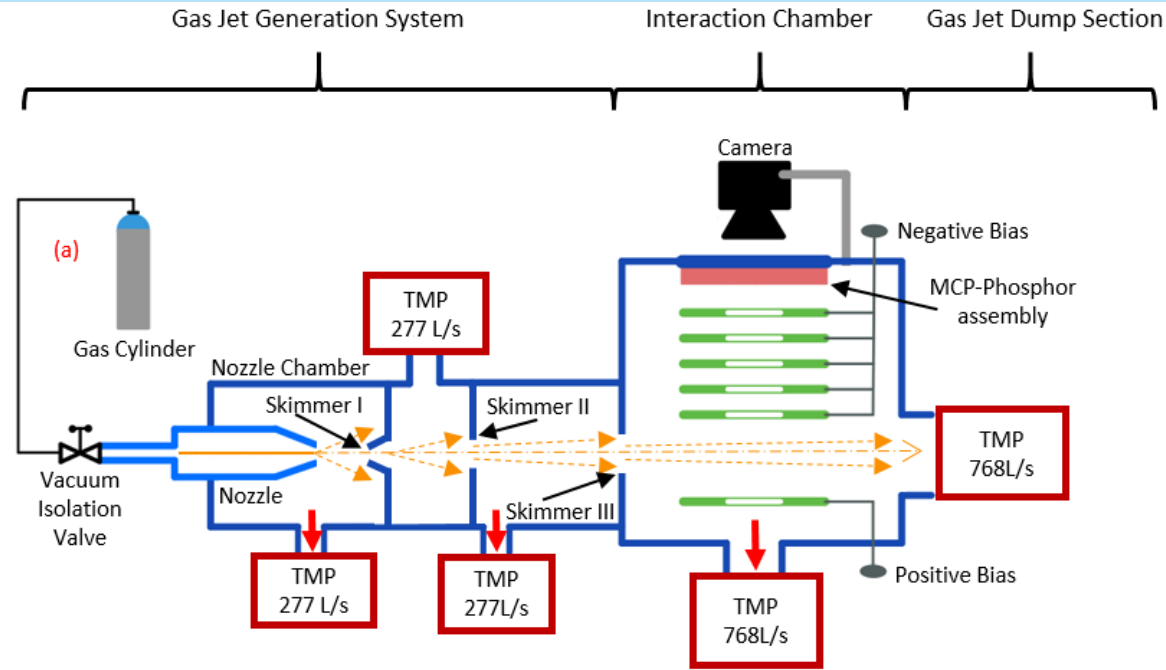 Gas Jet Generation System
Interaction Chamber
Gas Jet Dump Section
Camera
(a)
Negative Bias
MCP-Phosphor
assembly
TMP
277 L/s
Gas Cylinder
Nozzle Chamber
Skimmer I
Skimmer II
TMP
768L/s
Vacuum
Isolation
Valve
Nozzle
Skimmer III
TMP
277 L/s
TMP
277L/s
TMP
768L/s
Positive Bias